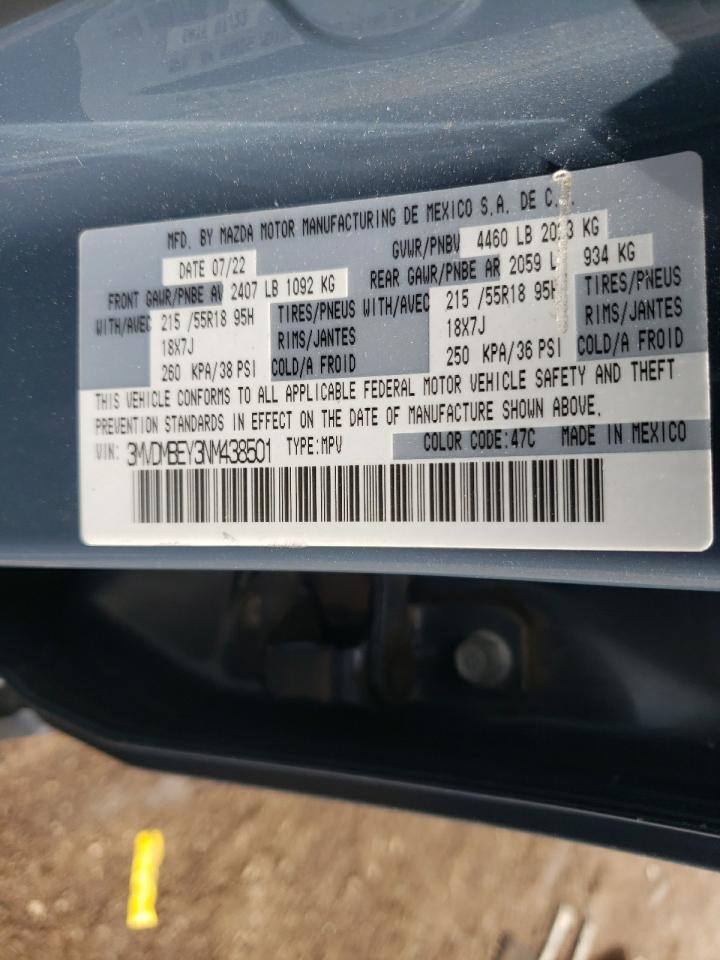 MFD. BY MAZDA MOTOR MANUFACTURING DE MEXICO S.A. DE C.
DATE 07/22 GVWR/PNBV 4460 LB KG
FRONT GAWR/PNBE AV 2407 LB 1092 KG REAR GAWR/PNBE AR 2059 L 934 KG
WITH/AVEC 215 /55R18 95H TIRES/PNEUS WITH/AVEC 215 /55R18 95H TIRES/PNEUS
18X7J RIMS/JANTES 18X7J RIMS/JANTES
260 KPA/38 PSI COLD/A FROID 250 KPA/36 PSI COLD/A FROID
THIS VEHICLE CONFORMS TO ALL APPLICABLE FEDERAL MOTOR VEHICLE SAFETY AND THEFT
PREVENTION STANDARDS IN EFFECT ON THE DATE OF MANUFACTURE SHOWN ABOVE.
VIN: 3MVDMBEY3NM438501 TYPE:MPV COLOR CODE:47C MADE IN MEXICO